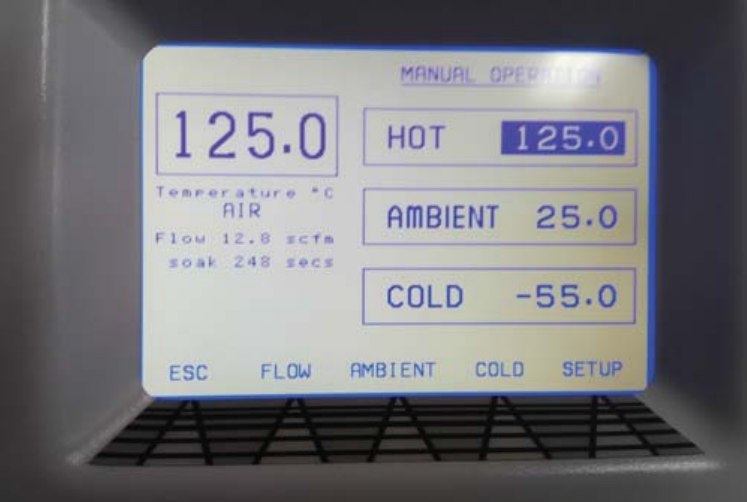 MANUAL OPERATION
125.0
Temperature °C
AIR
Flow 12.8 scfm
soak 248 secs
HOT 125.0
AMBIENT 25.0
COLD -55.0
ESC FLOW AMBIENT COLD SETUP